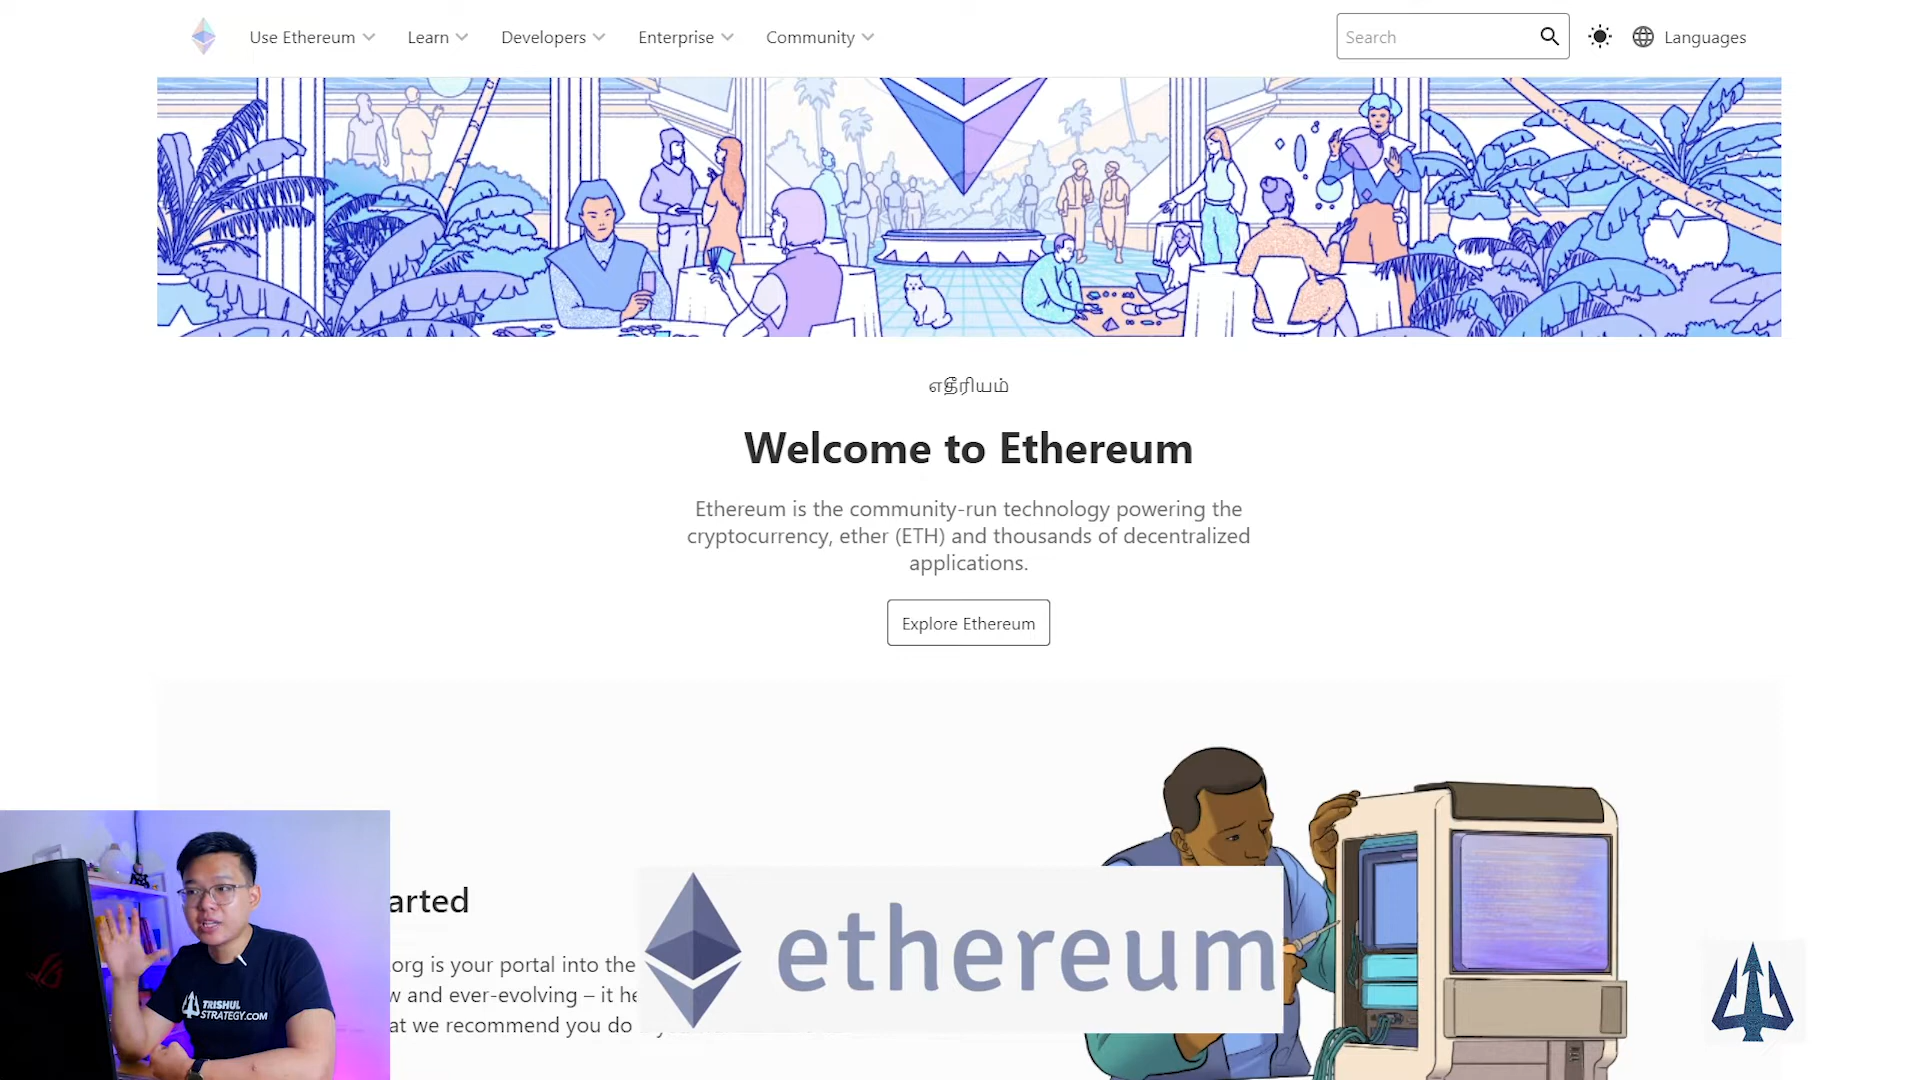 Use Ethereum
Learn
Developers
Enterprise
Community
Search
Languages
எதீரியம்
Welcome to Ethereum
Ethereum is the community-run technology powering the
cryptocurrency, ether (ETH) and thousands of decentralized
applications.
Explore Ethereum
arted
org is your portal into the
w and ever-evolving – it he
at we recommend you do
ethereum
TRISHUL
STRATEGY.COM